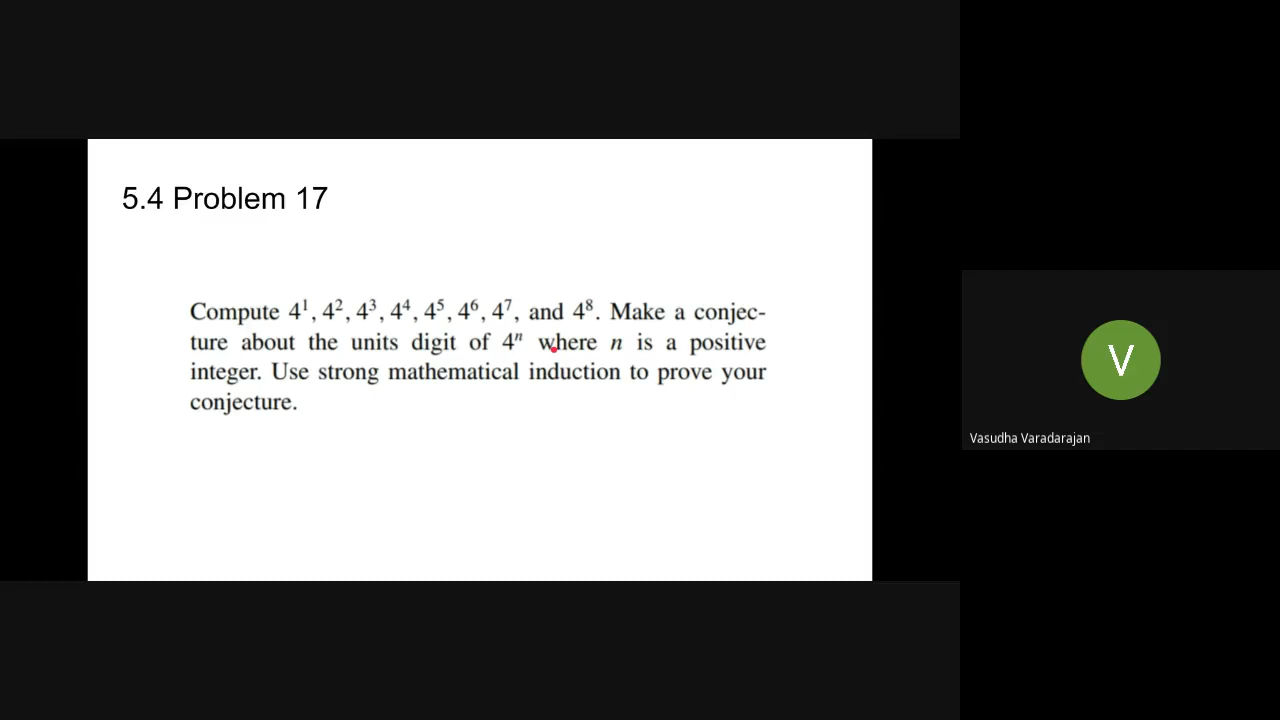 5.4 Problem 17
Compute 4¹, 4², 4³, 4⁴, 4⁵, 4⁶, 4⁷, and 4⁸. Make a conjec-
ture about the units digit of 4ⁿ where n is a positive
integer. Use strong mathematical induction to prove your
conjecture.
V
Vasudha Varadarajan